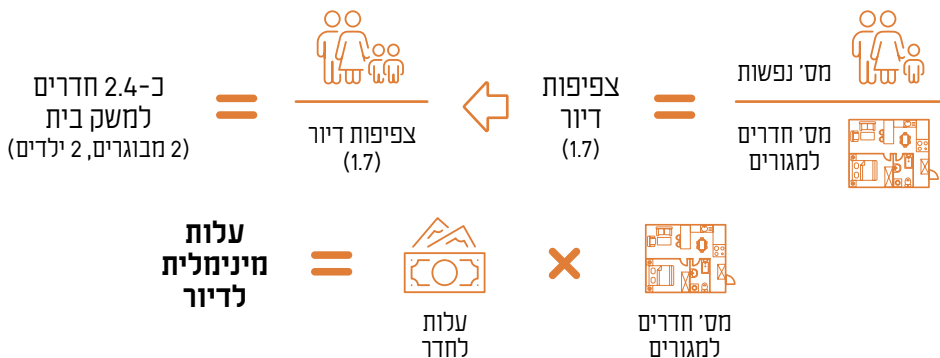 מס׳ נפשות
מס׳ חדרים
למגורים
=
צפיפות
דיור
(1.7)
צפיפות דיור
(1.7)
=
כ-2.4 חדרים
למשק בית
(2 מבוגרים, 2 ילדים)
מס׳ חדרים
למגורים
×
עלות
לחדר
=
עלות
מינימלית
לדיור